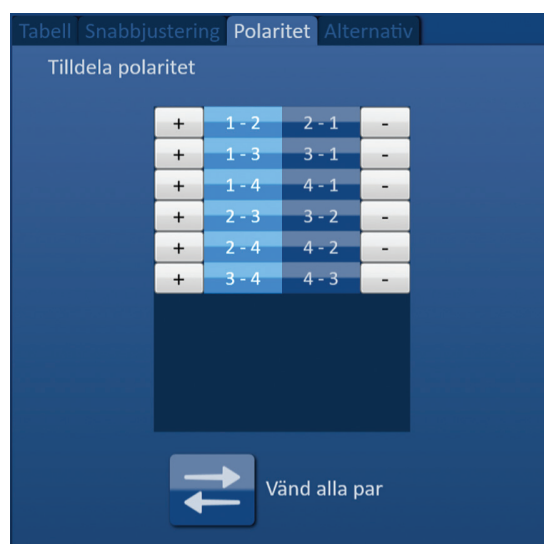 Tabell Snabbjustering Polaritet Alternativ
Tilldela polaritet
+ 1 - 2 2 - 1 -
+ 1 - 3 3 - 1 -
+ 1 - 4 4 - 1 -
+ 2 - 3 3 - 2 -
+ 2 - 4 4 - 2 -
+ 3 - 4 4 - 3 -
Vänd alla par